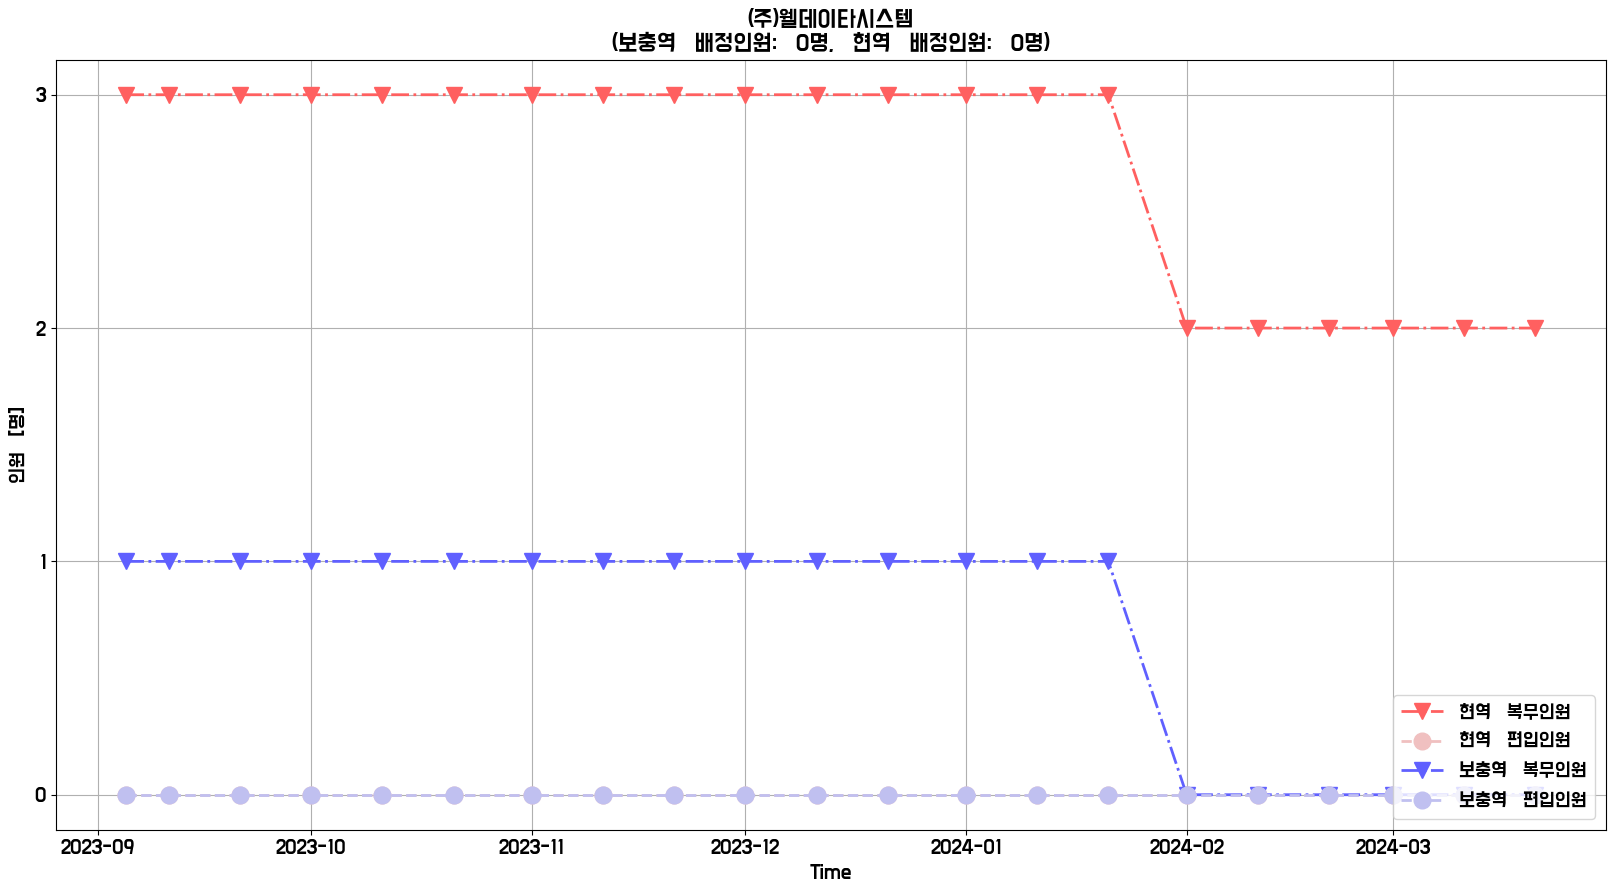 (주)웰데이타시스템
(보충역 배정인원: 0명, 현역 배정인원: 0명)
3
2
1
0
인원 [명]
2023-09 2023-10 2023-11 2023-12 2024-01 2024-02 2024-03
Time
현역 복무인원
현역 편입인원
보충역 복무인원
보충역 편입인원